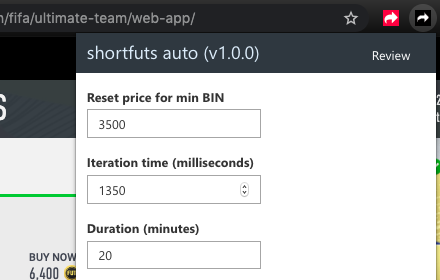 n/fifa/ultimate-team/web-app/
shortfuts auto (v1.0.0)
Review
Reset price for min BIN
3500
Iteration time (milliseconds)
1350
Duration (minutes)
20
BUY NOW
6,400